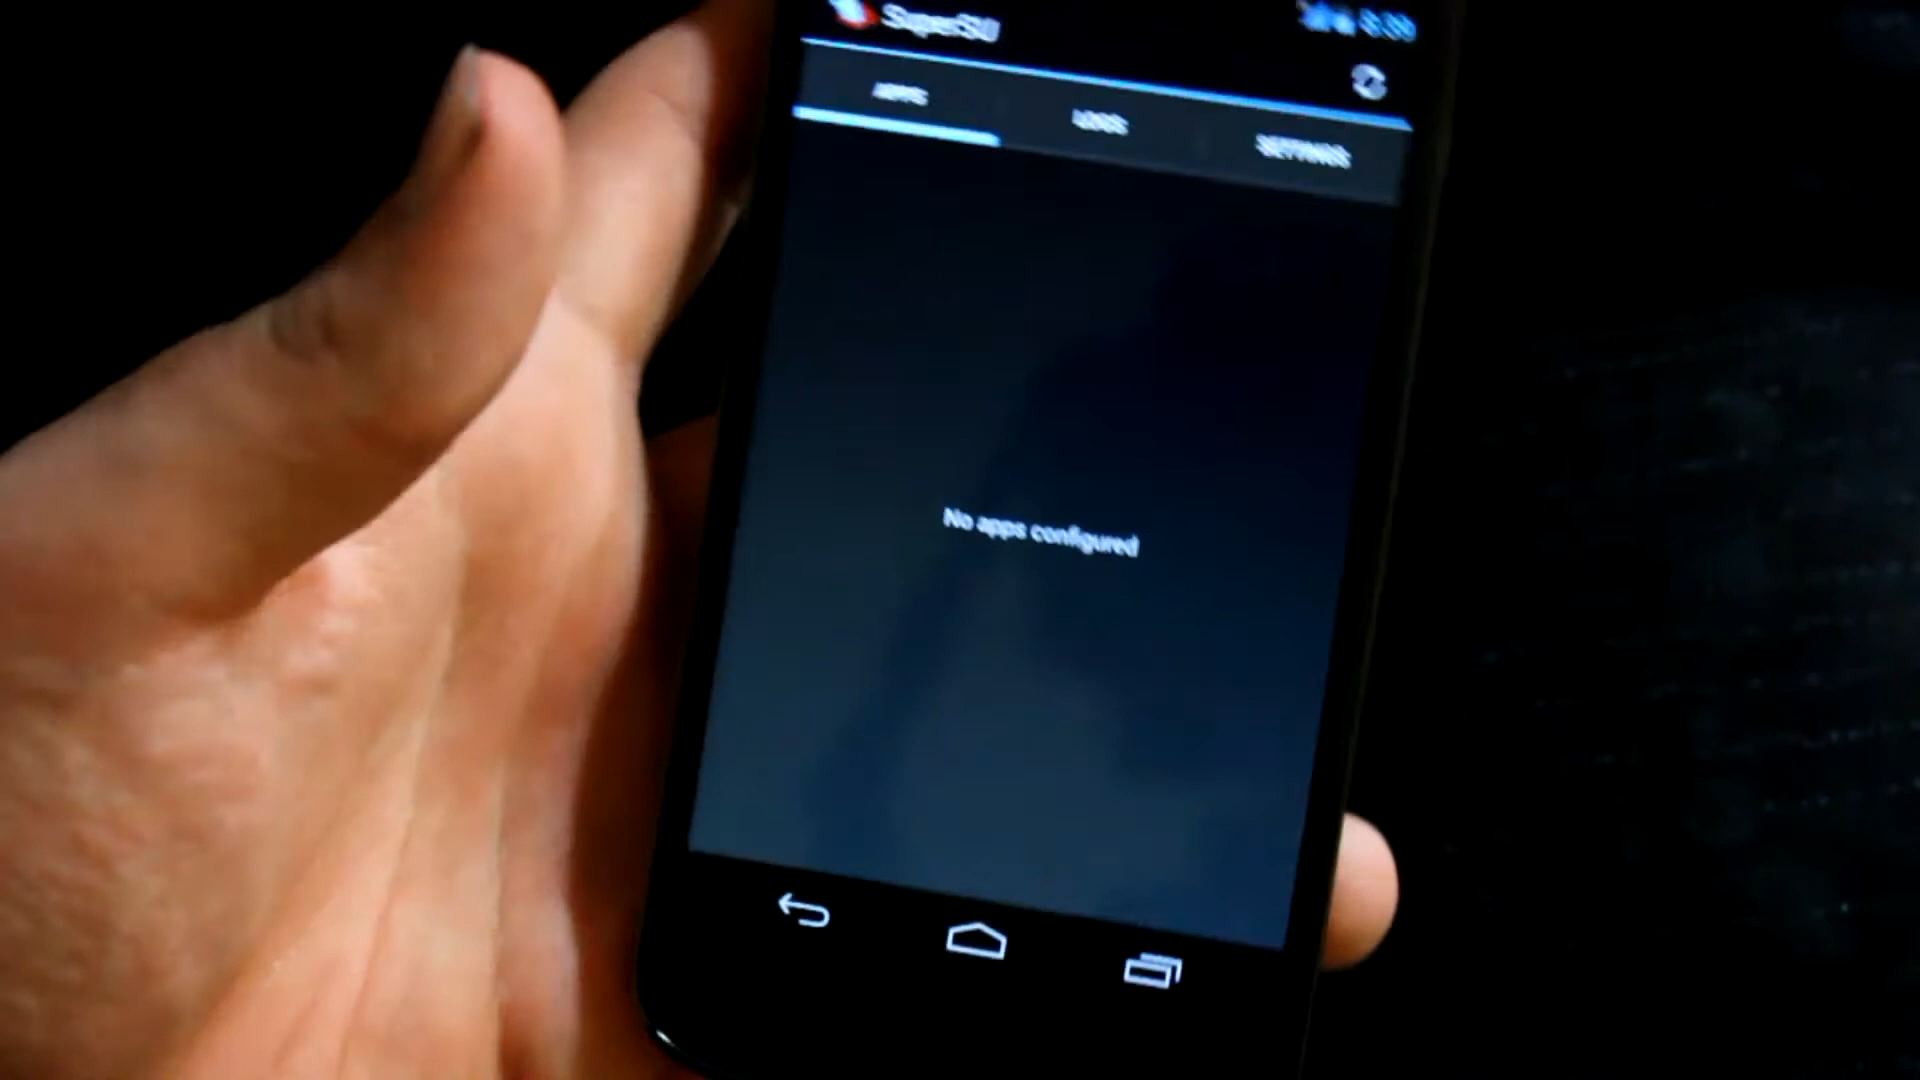 SuperSU
APPS
LOGS
SETTINGS
No apps configured